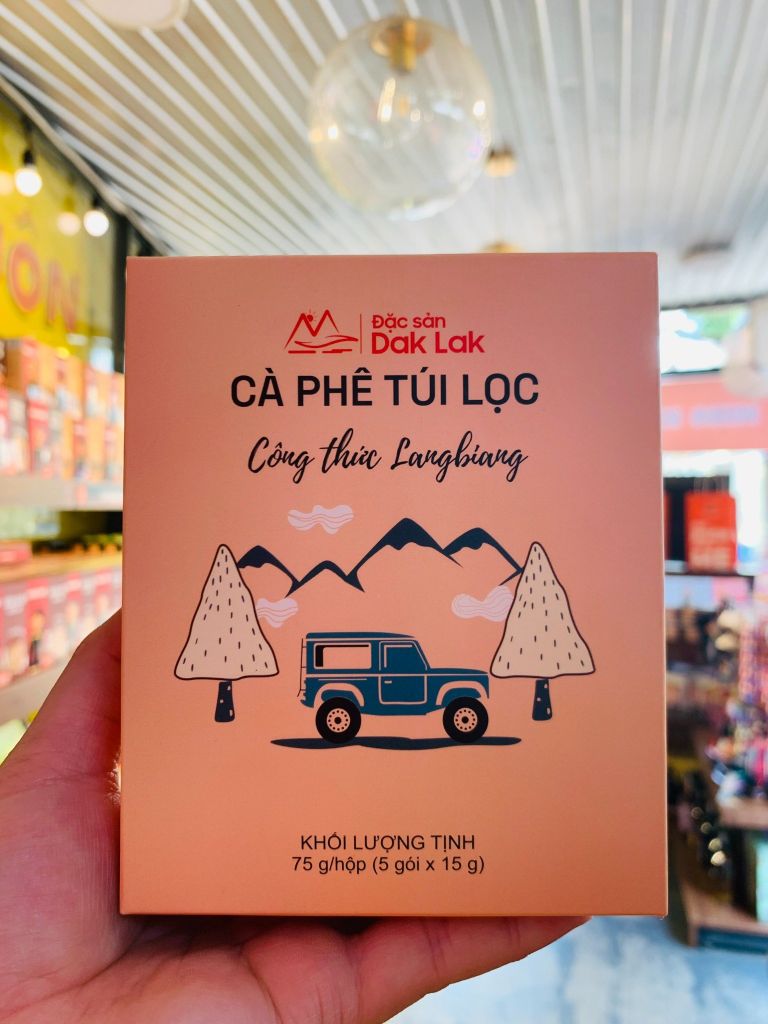 Đặc sản
Dak Lak
CÀ PHÊ TÚI LỌC
Công thức Langbiang
KHỐI LƯỢNG TỊNH
75 g/hộp (5 gói x 15 g)